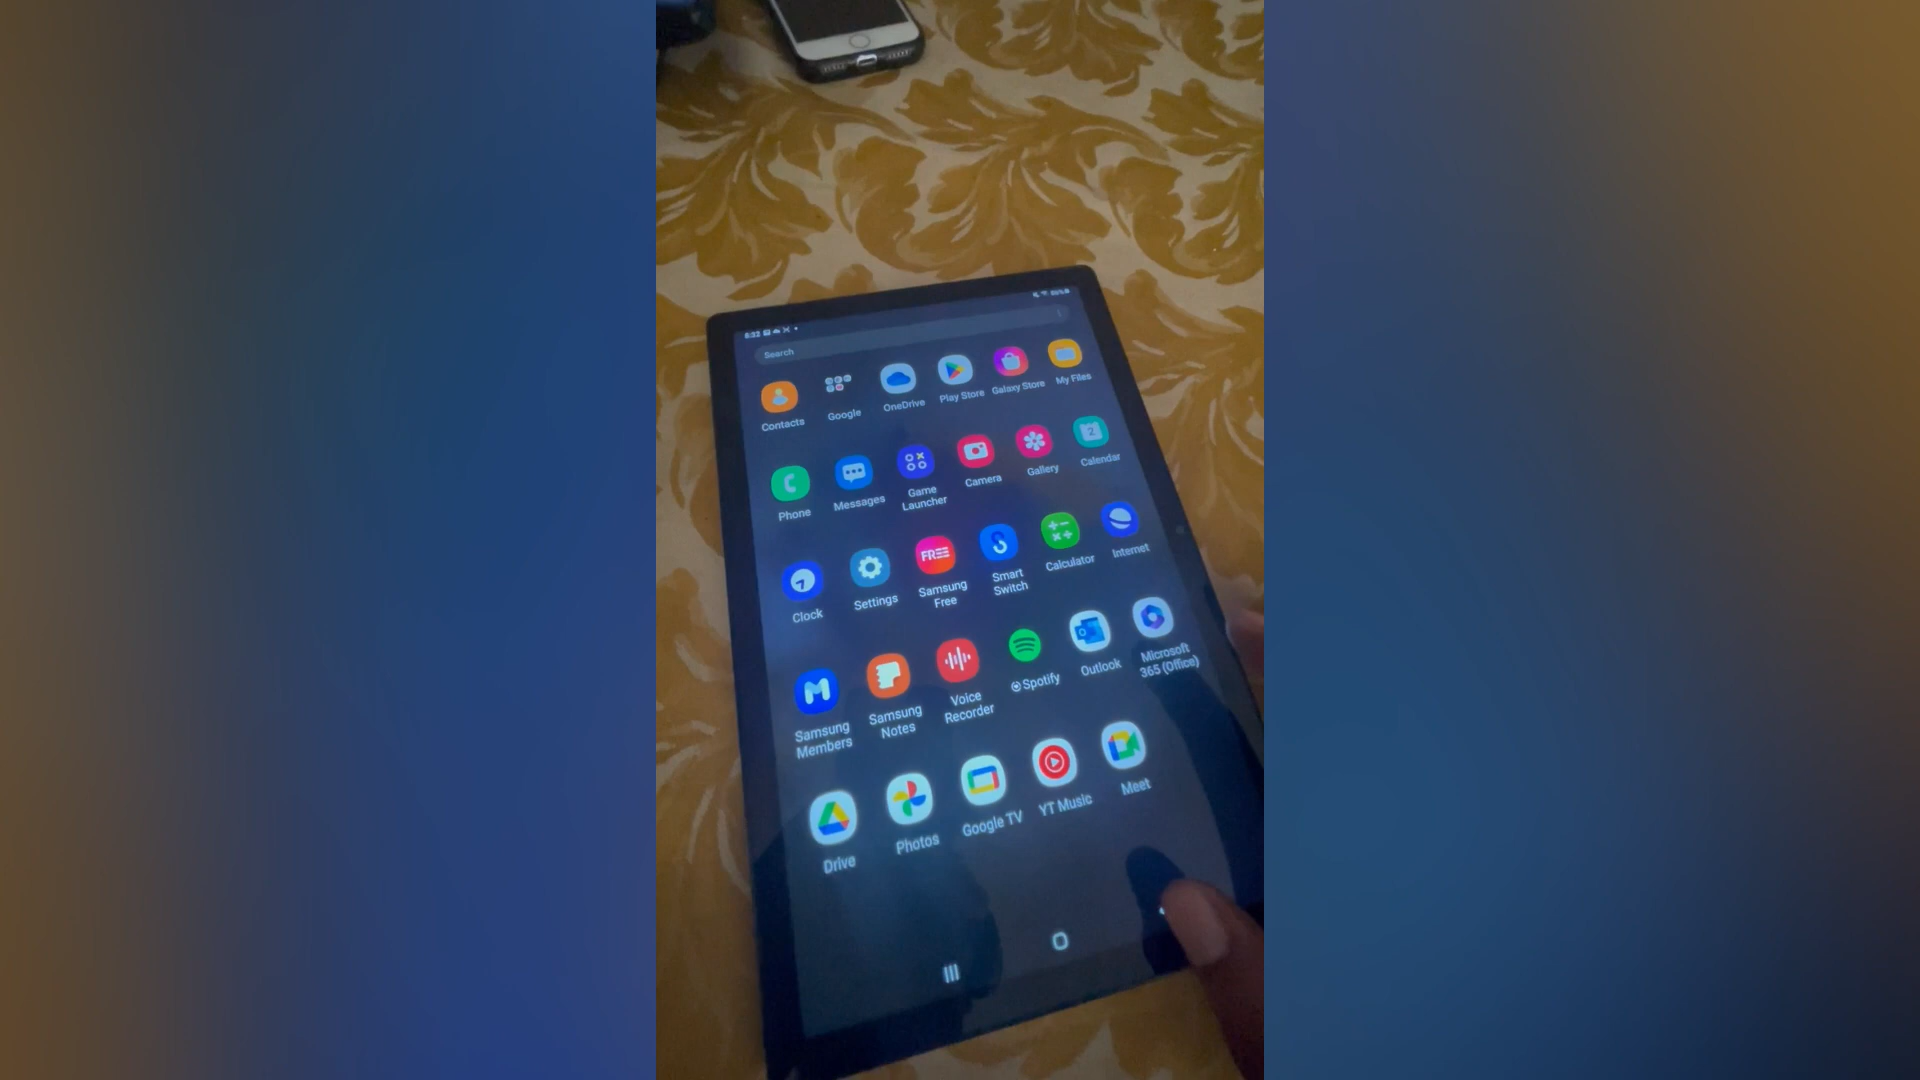 Search
Contacts
Google
OneDrive
Play Store
Galaxy Store
My Files
Phone
Messages
Game
Launcher
Camera
Gallery
2
Calendar
Clock
Settings
FREE
Samsung
Free
Smart
Switch
Calculator
Internet
Samsung
Members
Samsung
Notes
Voice
Recorder
Spotify
Outlook
Microsoft
365 (Office)
Drive
Photos
Google TV
YT Music
Meet